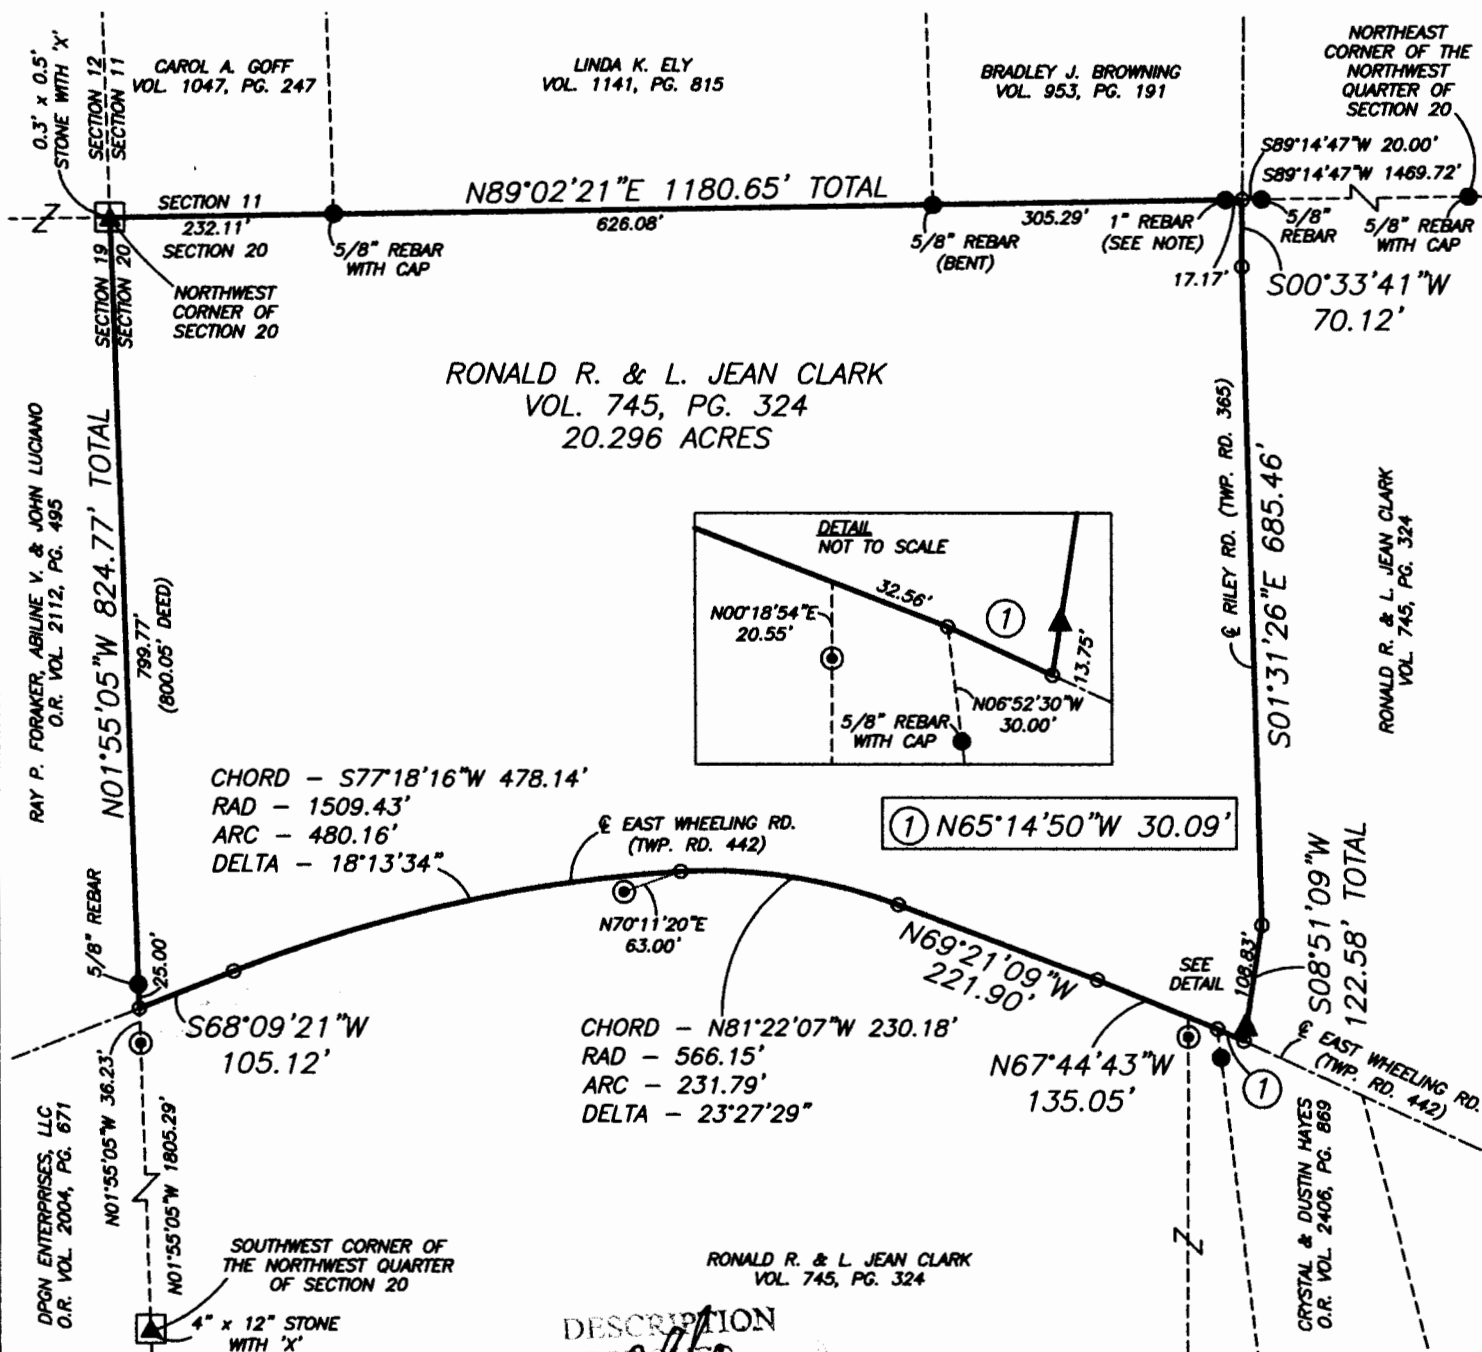 0.3' x 0.5'
STONE WITH 'X'
SECTION 12
SECTION 11
CAROL A. GOFF
VOL. 1047, PG. 247
LINDA K. ELY
VOL. 1141, PG. 815
BRADLEY J. BROWNING
VOL. 953, PG. 191
NORTHEAST
CORNER OF THE
NORTHWEST
QUARTER OF
SECTION 20
S89°14'47"W 20.00'
S89°14'47"W 1469.72'
SECTION 11
232.11'
SECTION 20
N89°02'21"E 1180.65' TOTAL
626.08'
305.29'
5/8" REBAR
WITH CAP
5/8" REBAR
(BENT)
1" REBAR
(SEE NOTE)
17.17'
5/8"
REBAR
5/8" REBAR
WITH CAP
S00°33'41"W
70.12'
SECTION 19
SECTION 20
NORTHWEST
CORNER OF
SECTION 20
RONALD R. & L. JEAN CLARK
VOL. 745, PG. 324
20.296 ACRES
RAY P. FORAKER, ABILINE V. & JOHN LUCIANO
O.R. VOL. 2112, PG. 495
N01°55'05"W 824.77' TOTAL
799.77'
(800.05' DEED)
℄ RILEY RD. (TWP. RD. 365)
S01°31'26"E 685.46'
RONALD R. & L. JEAN CLARK
VOL. 745, PG. 324
DETAIL
NOT TO SCALE
32.56'
N00°18'54"E
20.55'
1
13.75'
N06°52'30"W
30.00'
5/8" REBAR
WITH CAP
CHORD - S77°18'16"W 478.14'
RAD - 1509.43'
ARC - 480.16'
DELTA - 18°13'34"
℄ EAST WHEELING RD.
(TWP. RD. 442)
1 N65°14'50"W 30.09'
N70°11'20"E
63.00'
5/8" REBAR
25.00'
S68°09'21"W
105.12'
N69°21'09"W
221.90'
SEE
DETAIL
108.83'
S08°51'09"W
122.58' TOTAL
CHORD - N81°22'07"W 230.18'
RAD - 566.15'
ARC - 231.79'
DELTA - 23°27'29"
N67°44'43"W
135.05'
1
℄ EAST WHEELING RD.
(TWP. RD. 442)
DPGN ENTERPRISES, LLC
O.R. VOL. 2004, PG. 671
N01°55'05"W 36.23'
N01°55'05"W 1805.29'
CRYSTAL & DUSTIN HAYES
O.R. VOL. 2406, PG. 869
SOUTHWEST CORNER OF
THE NORTHWEST QUARTER
OF SECTION 20
4" x 12" STONE
WITH 'X'
RONALD R. & L. JEAN CLARK
VOL. 745, PG. 324
DESCRIPTION